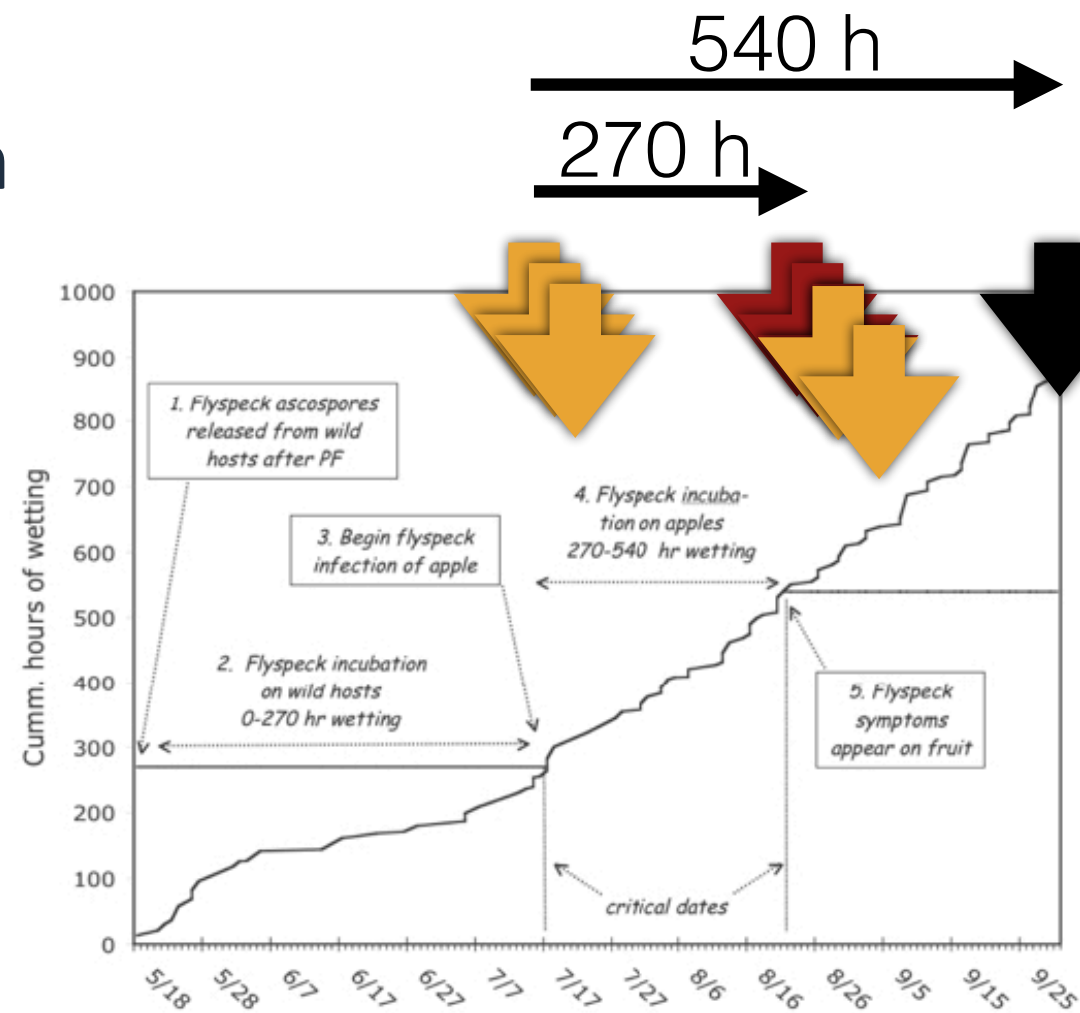 540 h
270 h
1000
900
800
700
600
500
400
300
200
100
0
Cumm. hours of wetting
1. Flyspeck ascospores
released from wild
hosts after PF
3. Begin flyspeck
infection of apple
4. Flyspeck incuba-
tion on apples
270-540 hr wetting
2. Flyspeck incubation
on wild hosts
0-270 hr wetting
5. Flyspeck
symptoms
appear on fruit
critical dates
5/18
5/28
6/7
6/17
6/27
7/7
7/17
7/27
8/6
8/16
8/26
9/5
9/15
9/25